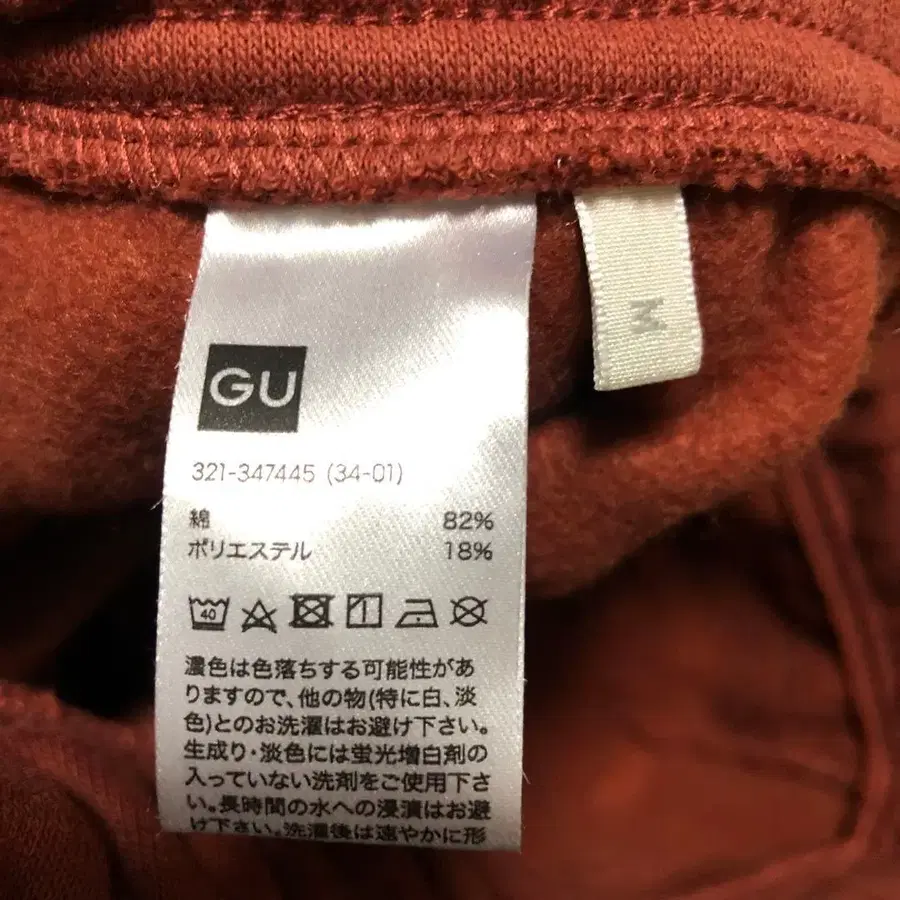 M
GU
321-347445 (34-01)
綿 82%
ポリエステル 18%
40
濃色は色落ちする可能性があ
りますので、他の物(特に白、淡
色)とのお洗濯はお避け下さい。
生成り・淡色には蛍光増白剤の
入っていない洗剤をご使用下さ
い。長時間の水への浸漬はお避
け下さい。洗濯後は速やかに形